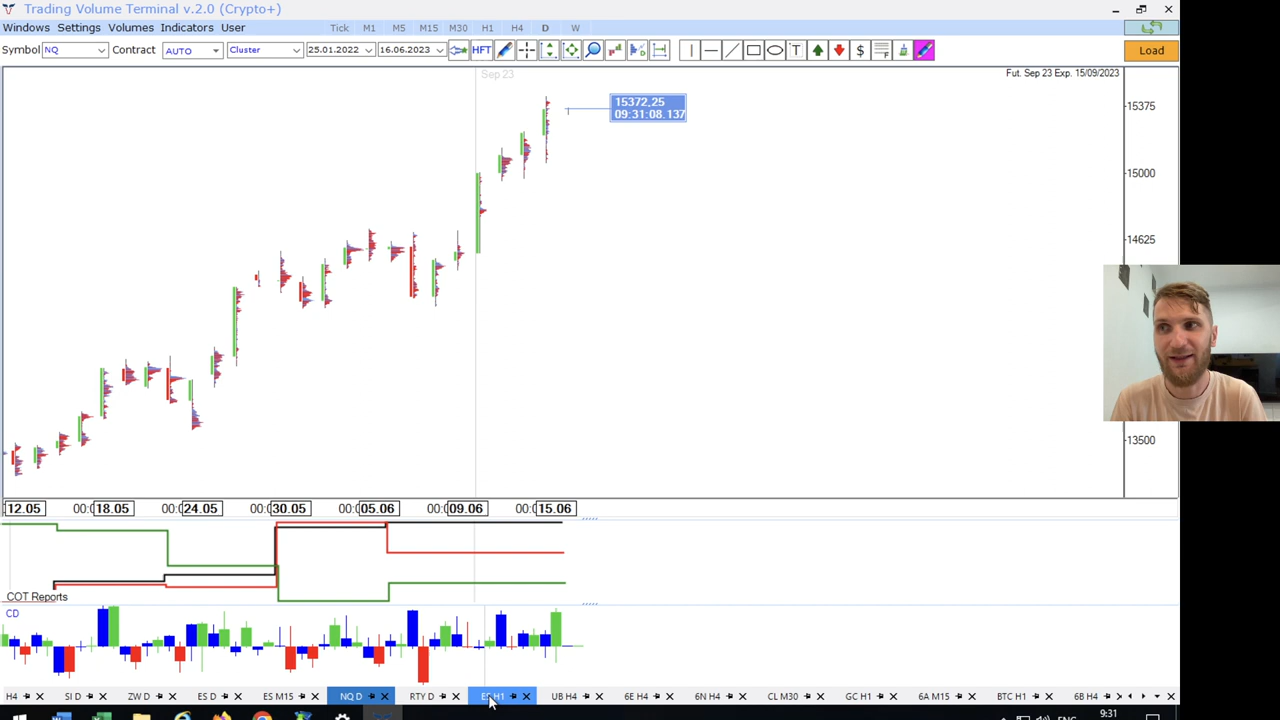 Trading Volume Terminal v.2.0 (Crypto+)
Windows Settings Volumes Indicators User Tick M1 M5 M15 M30 H1 H4 D W
Symbol NQ Contract AUTO Cluster 25.01.2022 16.06.2023 HFT T $ F Load
Sep 23
Fut. Sep 23 Exp. 15/09/2023
15372,25
09:31:08.137
15375
15000
14625
13500
12.05 00:0 18.05 00:0 24.05 00:0 30.05 00:0 05.06 00:0 09.06 00:0 15.06
COT Reports
CD
H4 SI D ZW D ES D ES M15 NQ D RTY D ES H1 UB H4 6E H4 6N H4 CL M30 GC H1 6A M15 BTC H1 6B H4
ENG 9:31